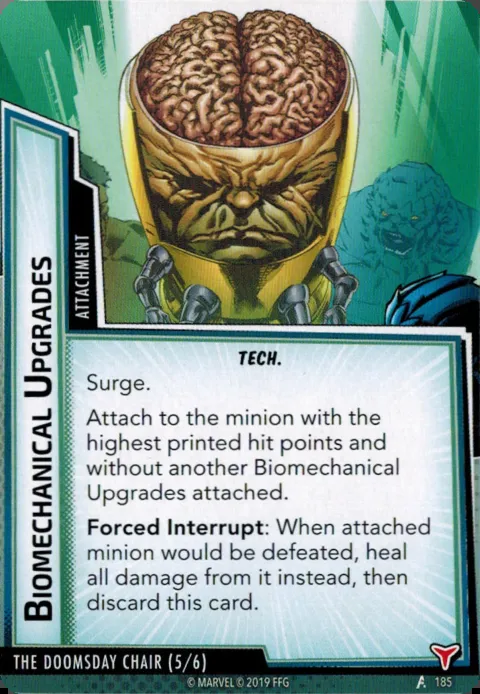 BIOMECHANICAL UPGRADES
ATTACHMENT
TECH.
Surge.
Attach to the minion with the
highest printed hit points and
without another Biomechanical
Upgrades attached.
Forced Interrupt: When attached
minion would be defeated, heal
all damage from it instead, then
discard this card.
THE DOOMSDAY CHAIR (5/6)
© MARVEL © 2019 FFG
185